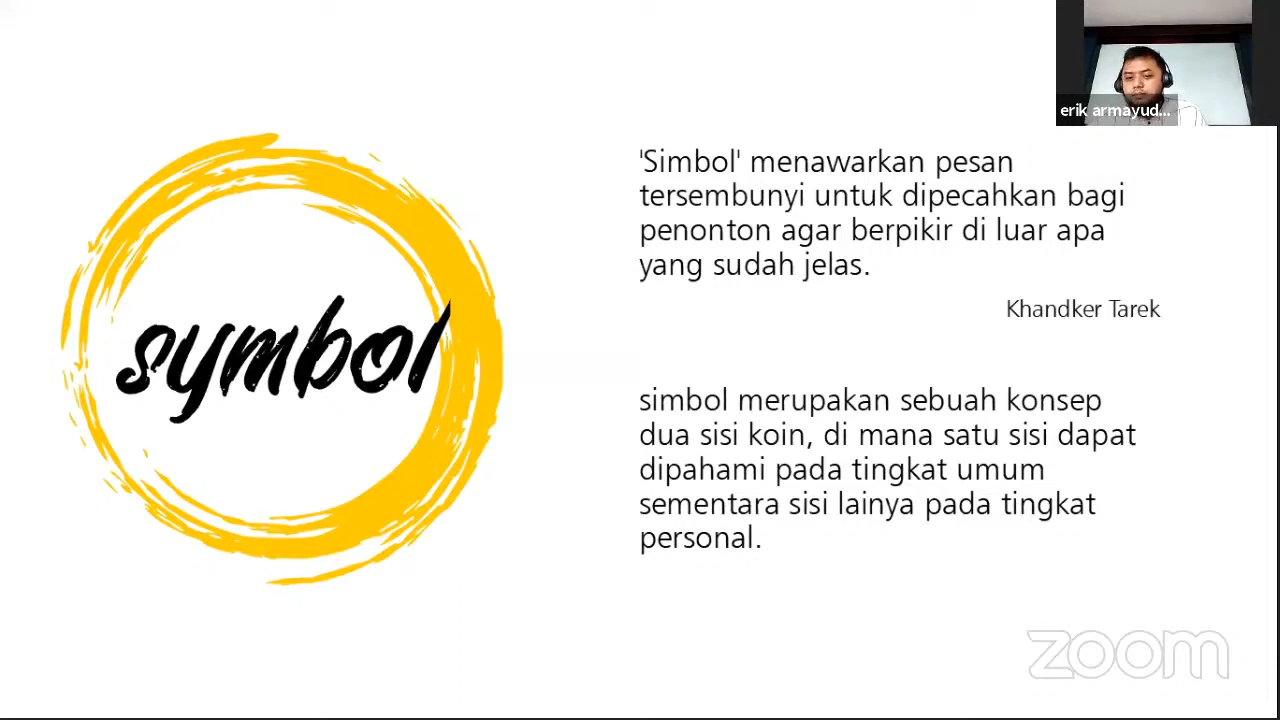 erik armayud...
symbol
'Simbol' menawarkan pesan
tersembunyi untuk dipecahkan bagi
penonton agar berpikir di luar apa
yang sudah jelas.
Khandker Tarek
simbol merupakan sebuah konsep
dua sisi koin, di mana satu sisi dapat
dipahami pada tingkat umum
sementara sisi lainya pada tingkat
personal.
zoom